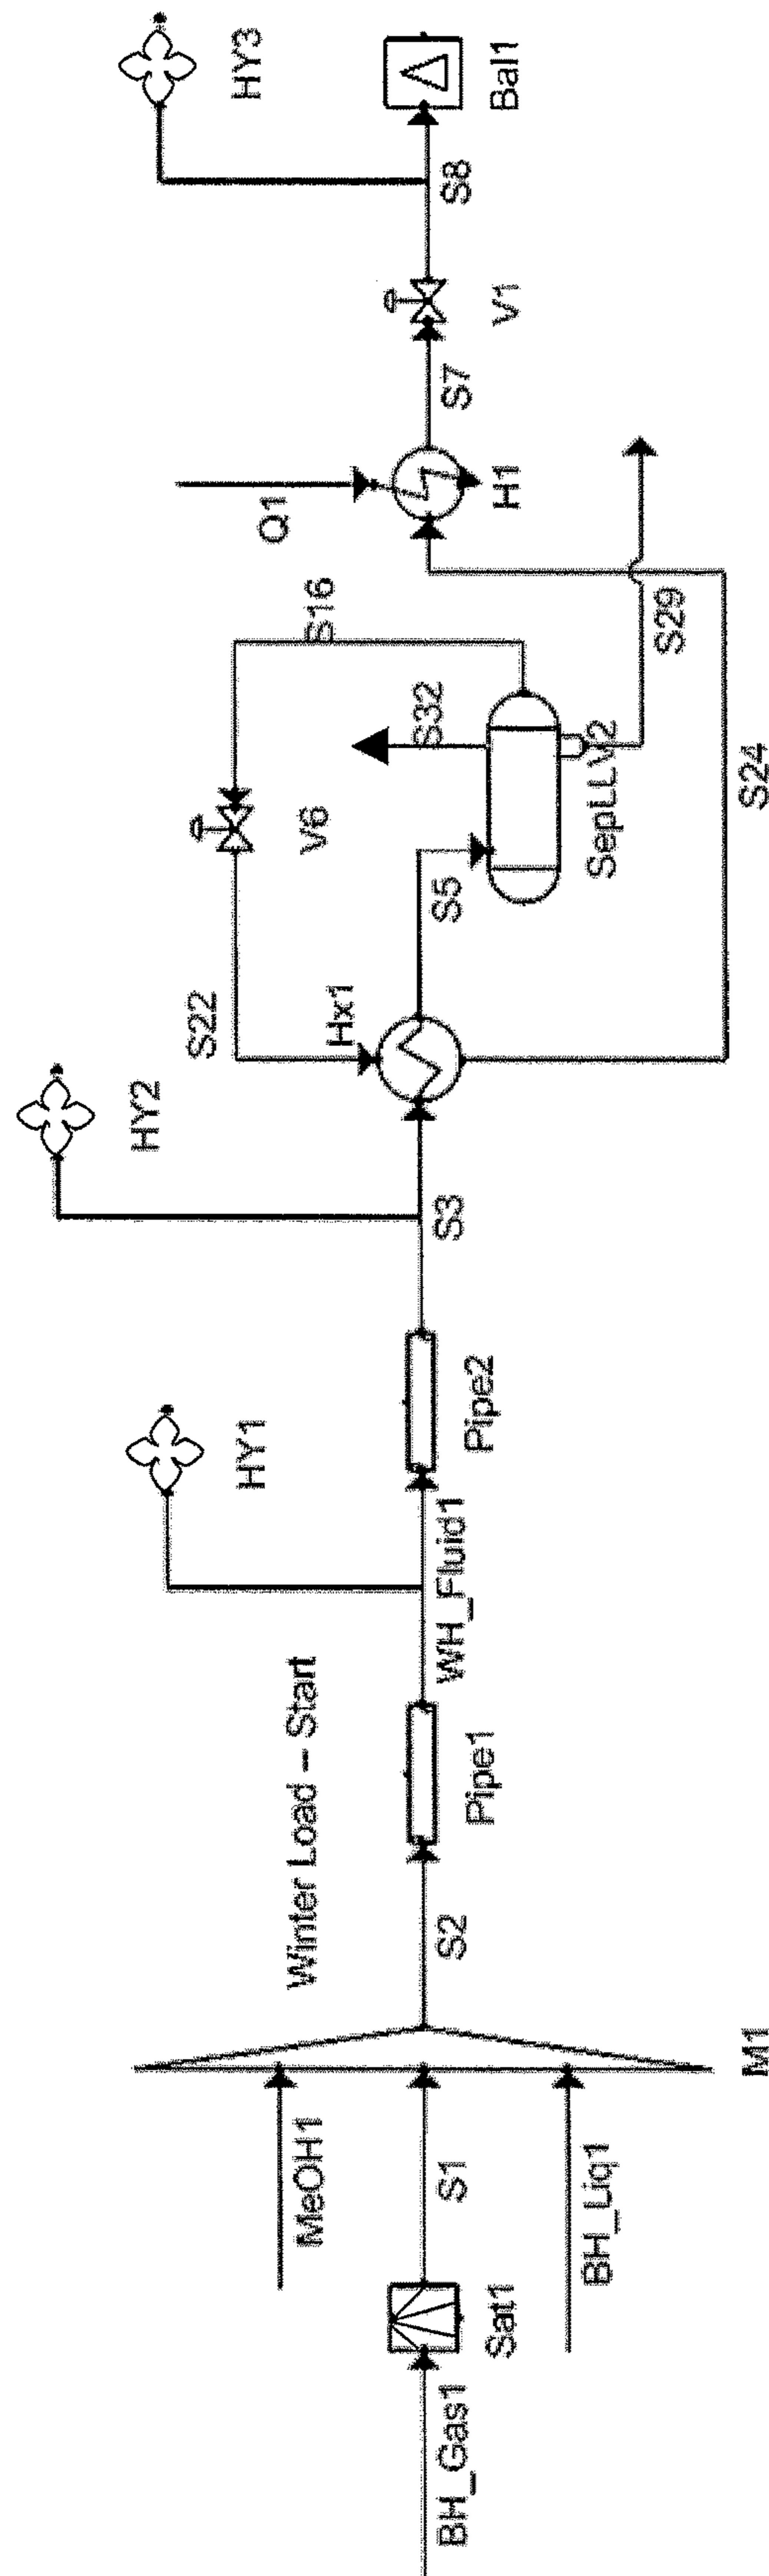 BH_Gas1
Sat1
S1
MeOH1
BH_Liq1
M1
S2
Winter Load – Start
Pipe1
WH_Fluid1
HY1
Pipe2
S3
HY2
Hx1
S22
V6
S5
SepLLV2
S32
S16
S29
S24
Q1
H1
S7
V1
S8
HY3
Bal1